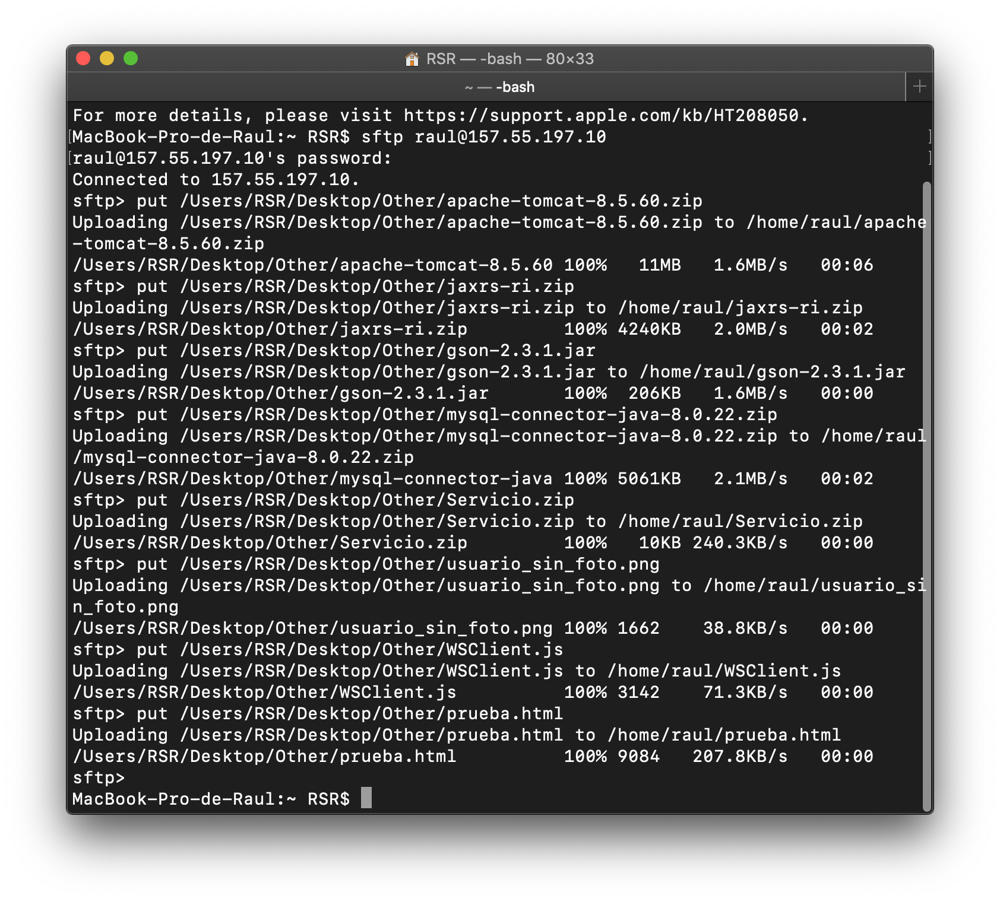 RSR — -bash — 80×33
~ — -bash
For more details, please visit https://support.apple.com/kb/HT208050.
[MacBook-Pro-de-Raul:~ RSR$ sftp raul@157.55.197.10 ]
[raul@157.55.197.10's password: ]
Connected to 157.55.197.10.
sftp> put /Users/RSR/Desktop/Other/apache-tomcat-8.5.60.zip
Uploading /Users/RSR/Desktop/Other/apache-tomcat-8.5.60.zip to /home/raul/apache
-tomcat-8.5.60.zip
/Users/RSR/Desktop/Other/apache-tomcat-8.5.60 100%   11MB   1.6MB/s   00:06
sftp> put /Users/RSR/Desktop/Other/jaxrs-ri.zip
Uploading /Users/RSR/Desktop/Other/jaxrs-ri.zip to /home/raul/jaxrs-ri.zip
/Users/RSR/Desktop/Other/jaxrs-ri.zip         100% 4240KB   2.0MB/s   00:02
sftp> put /Users/RSR/Desktop/Other/gson-2.3.1.jar
Uploading /Users/RSR/Desktop/Other/gson-2.3.1.jar to /home/raul/gson-2.3.1.jar
/Users/RSR/Desktop/Other/gson-2.3.1.jar       100%  206KB   1.6MB/s   00:00
sftp> put /Users/RSR/Desktop/Other/mysql-connector-java-8.0.22.zip
Uploading /Users/RSR/Desktop/Other/mysql-connector-java-8.0.22.zip to /home/raul
/mysql-connector-java-8.0.22.zip
/Users/RSR/Desktop/Other/mysql-connector-java 100% 5061KB   2.1MB/s   00:02
sftp> put /Users/RSR/Desktop/Other/Servicio.zip
Uploading /Users/RSR/Desktop/Other/Servicio.zip to /home/raul/Servicio.zip
/Users/RSR/Desktop/Other/Servicio.zip         100%   10KB 240.3KB/s   00:00
sftp> put /Users/RSR/Desktop/Other/usuario_sin_foto.png
Uploading /Users/RSR/Desktop/Other/usuario_sin_foto.png to /home/raul/usuario_si
n_foto.png
/Users/RSR/Desktop/Other/usuario_sin_foto.png 100% 1662    38.8KB/s   00:00
sftp> put /Users/RSR/Desktop/Other/WSClient.js
Uploading /Users/RSR/Desktop/Other/WSClient.js to /home/raul/WSClient.js
/Users/RSR/Desktop/Other/WSClient.js          100% 3142    71.3KB/s   00:00
sftp> put /Users/RSR/Desktop/Other/prueba.html
Uploading /Users/RSR/Desktop/Other/prueba.html to /home/raul/prueba.html
/Users/RSR/Desktop/Other/prueba.html          100% 9084   207.8KB/s   00:00
sftp>
MacBook-Pro-de-Raul:~ RSR$